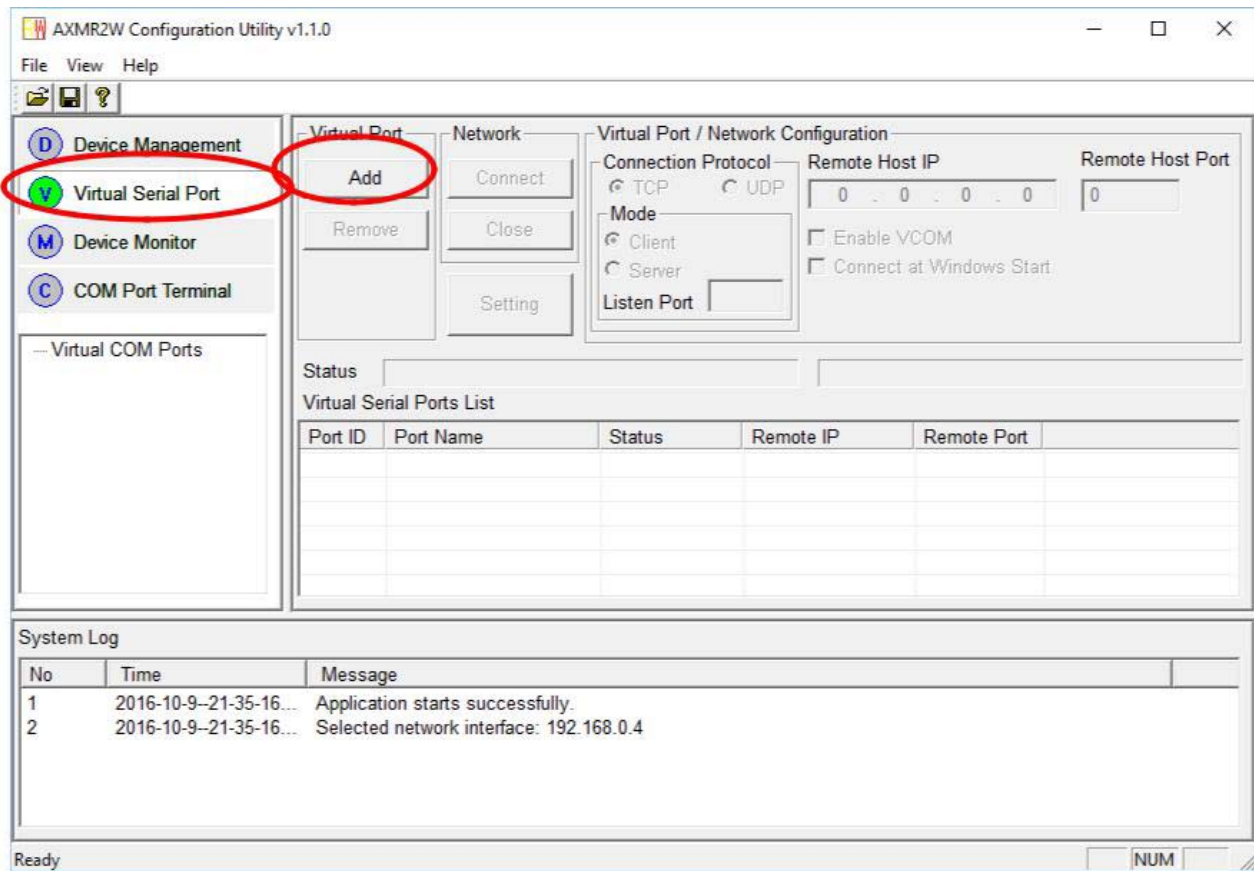 AXMR2W Configuration Utility v1.1.0
File View Help
D Device Management
V Virtual Serial Port
M Device Monitor
C COM Port Terminal
Virtual COM Ports
Virtual Port
Add
Remove
Network
Connect
Close
Setting
Virtual Port / Network Configuration
Connection Protocol
TCP UDP
Mode
Client
Server
Listen Port
Remote Host IP
0 . 0 . 0 . 0
Remote Host Port
0
Enable VCOM
Connect at Windows Start
Status
Virtual Serial Ports List
Port ID Port Name Status Remote IP Remote Port
System Log
No Time Message
1 2016-10-9--21-35-16... Application starts successfully.
2 2016-10-9--21-35-16... Selected network interface: 192.168.0.4
Ready NUM